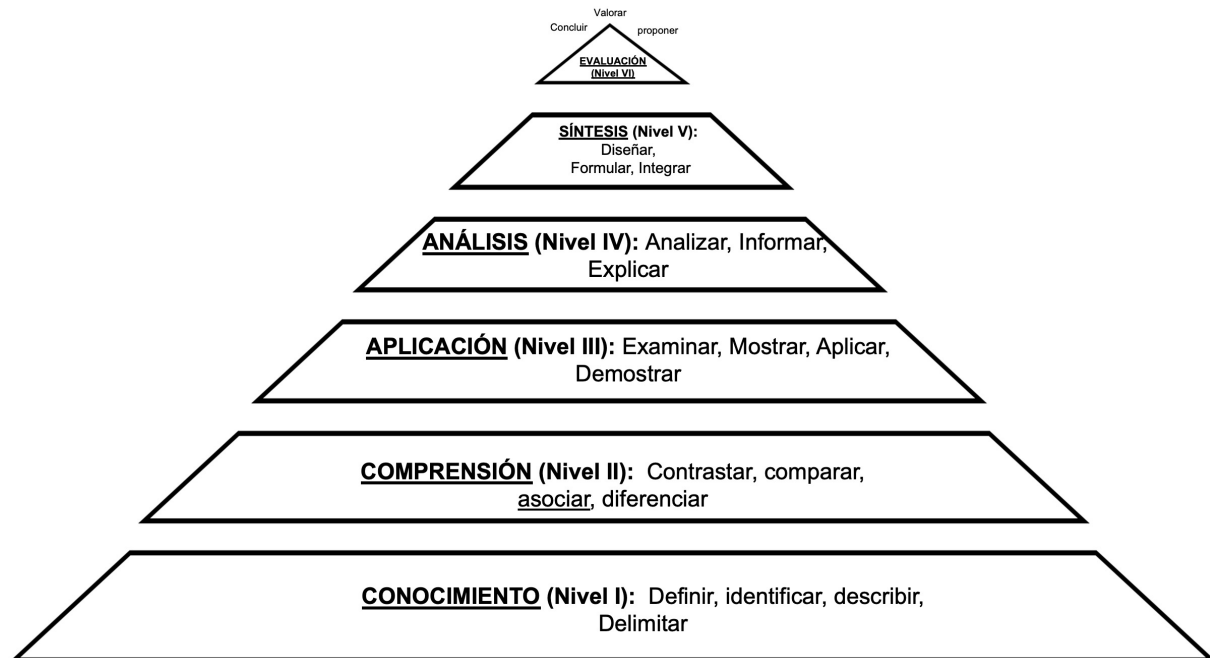 Valorar
Concluir proponer
EVALUACIÓN
(Nivel VI)
SÍNTESIS (Nivel V):
Diseñar,
Formular, Integrar
ANÁLISIS (Nivel IV): Analizar, Informar,
Explicar
APLICACIÓN (Nivel III): Examinar, Mostrar, Aplicar,
Demostrar
COMPRENSIÓN (Nivel II): Contrastar, comparar,
asociar, diferenciar
CONOCIMIENTO (Nivel I): Definir, identificar, describir,
Delimitar